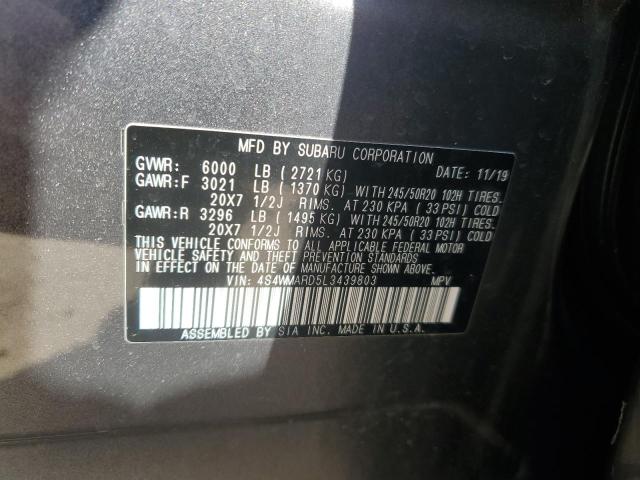 MFD BY SUBARU CORPORATION
GVWR: 6000 LB ( 2721 KG) DATE: 11/19
GAWR:F 3021 LB ( 1370 KG) WITH 245/50R20 102H TIRES.
20X7 1/2J RIMS. AT 230 KPA ( 33 PSI) COLD
GAWR:R 3296 LB ( 1495 KG) WITH 245/50R20 102H TIRES.
20X7 1/2J RIMS. AT 230 KPA ( 33 PSI) COLD
THIS VEHICLE CONFORMS TO ALL APPLICABLE FEDERAL MOTOR
VEHICLE SAFETY AND THEFT PREVENTION STANDARDS
IN EFFECT ON THE DATE OF MANUFACTURE SHOWN ABOVE.
VIN: 4S4WMARD5L3439803 MPV
ASSEMBLED BY SIA INC. MADE IN U.S.A.